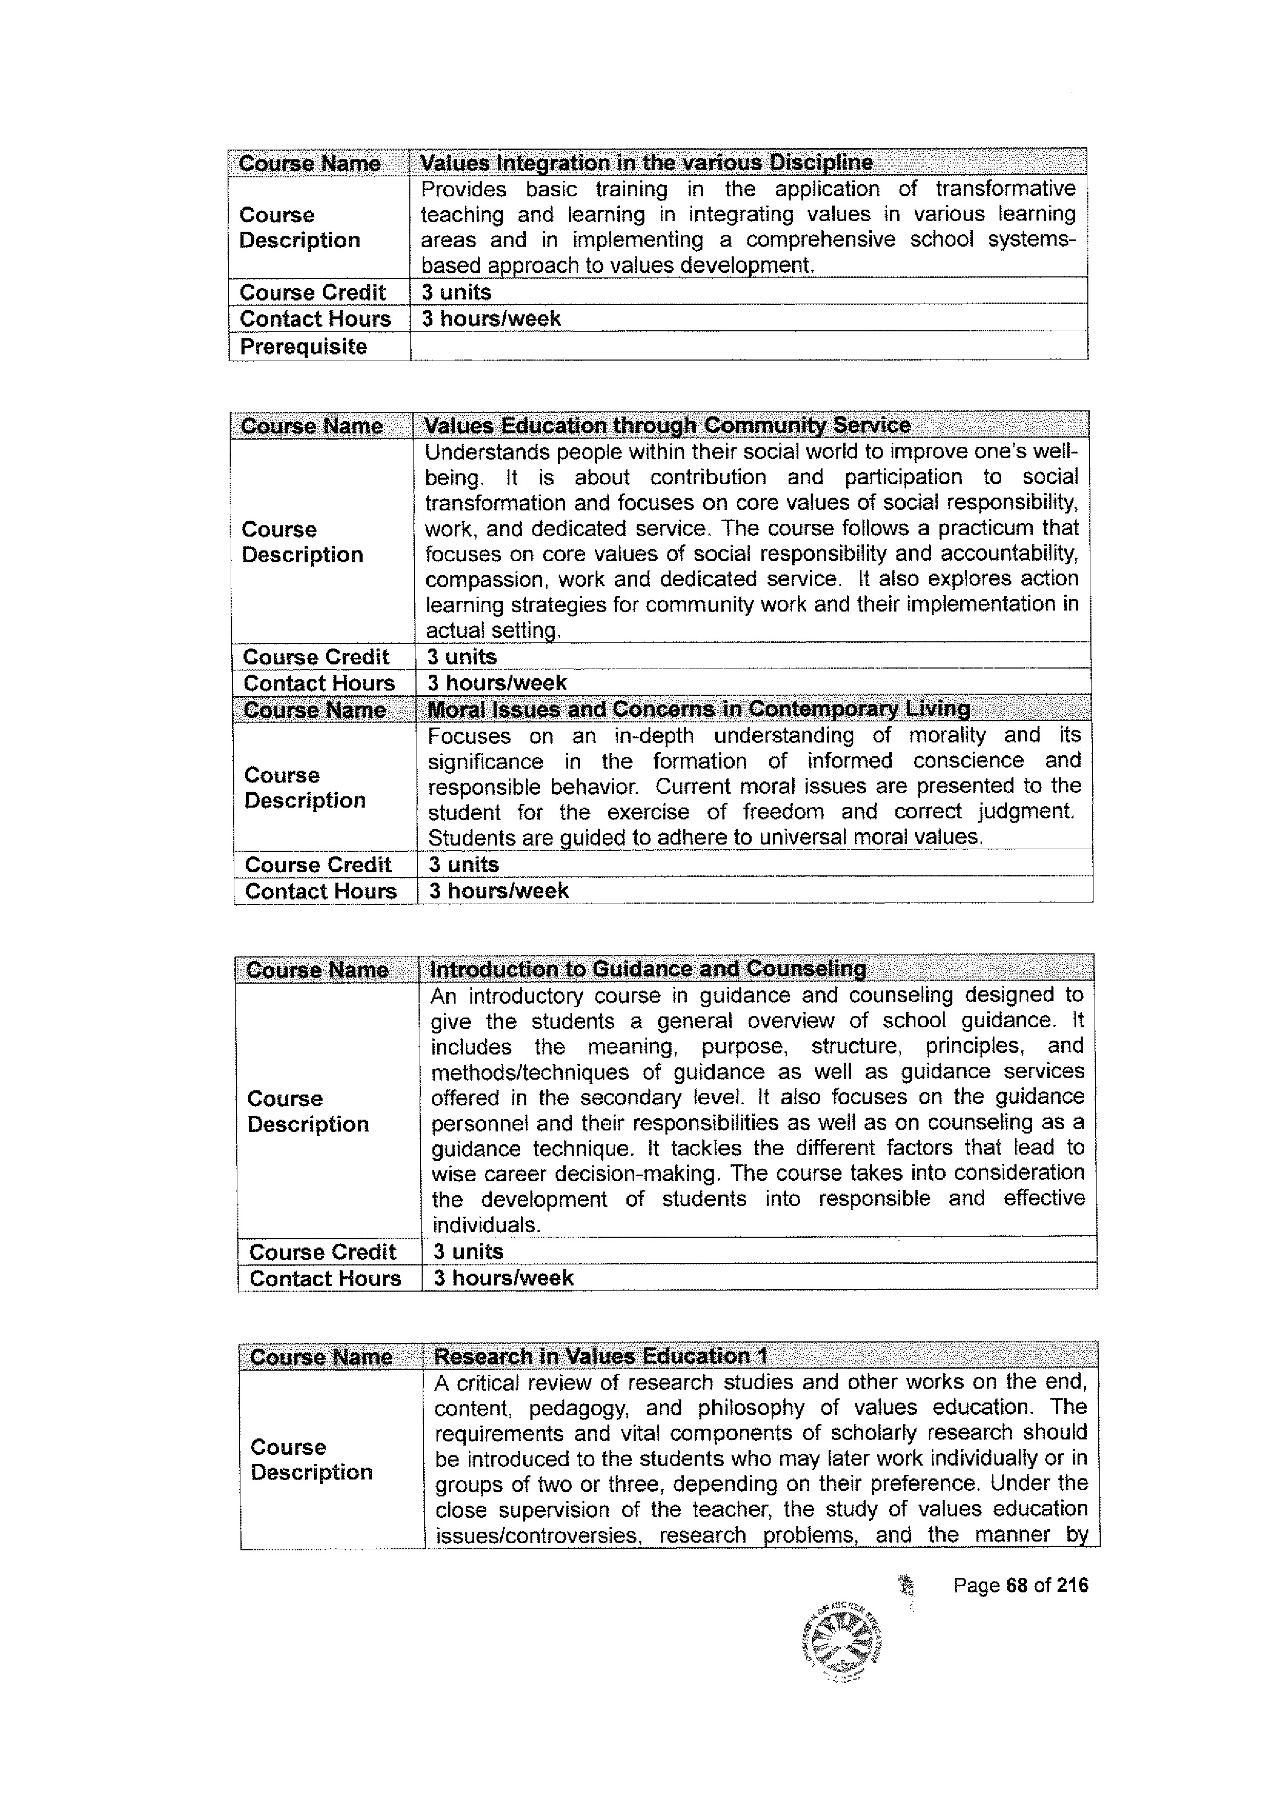 Course Name Values Integration in the various Discipline
Course Description
Provides basic training in the application of transformative
teaching and learning in integrating values in various learning
areas and in implementing a comprehensive school systems-
based approach to values development.
Course Credit 3 units
Contact Hours 3 hours/week
Prerequisite
Course Name Values Education through Community Service
Course Description
Understands people within their social world to improve one's well-
being. It is about contribution and participation to social
transformation and focuses on core values of social responsibility,
work, and dedicated service. The course follows a practicum that
focuses on core values of social responsibility and accountability,
compassion, work and dedicated service. It also explores action
learning strategies for community work and their implementation in
actual setting.
Course Credit 3 units
Contact Hours 3 hours/week
Course Name Moral Issues and Concerns in Contemporary Living
Course Description
Focuses on an in-depth understanding of morality and its
significance in the formation of informed conscience and
responsible behavior. Current moral issues are presented to the
student for the exercise of freedom and correct judgment.
Students are guided to adhere to universal moral values.
Course Credit 3 units
Contact Hours 3 hours/week
Course Name Introduction to Guidance and Counseling
Course Description
An introductory course in guidance and counseling designed to
give the students a general overview of school guidance. It
includes the meaning, purpose, structure, principles, and
methods/techniques of guidance as well as guidance services
offered in the secondary level. It also focuses on the guidance
personnel and their responsibilities as well as on counseling as a
guidance technique. It tackles the different factors that lead to
wise career decision-making. The course takes into consideration
the development of students into responsible and effective
individuals.
Course Credit 3 units
Contact Hours 3 hours/week
Course Name Research in Values Education 1
Course Description
A critical review of research studies and other works on the end,
content, pedagogy, and philosophy of values education. The
requirements and vital components of scholarly research should
be introduced to the students who may later work individually or in
groups of two or three, depending on their preference. Under the
close supervision of the teacher, the study of values education
issues/controversies, research problems, and the manner by
Page 68 of 216